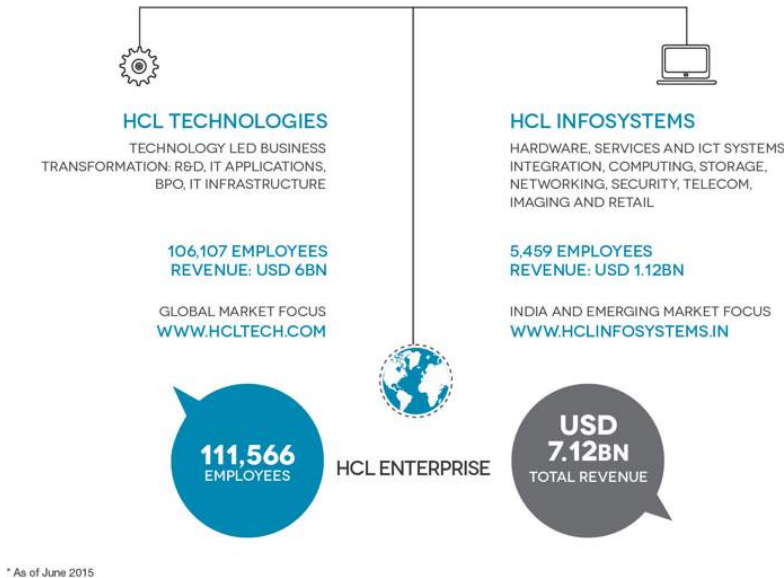 HCL TECHNOLOGIES
TECHNOLOGY LED BUSINESS
TRANSFORMATION: R&D, IT APPLICATIONS,
BPO, IT INFRASTRUCTURE
106,107 EMPLOYEES
REVENUE: USD 6BN
GLOBAL MARKET FOCUS
WWW.HCLTECH.COM
HCL INFOSYSTEMS
HARDWARE, SERVICES AND ICT SYSTEMS
INTEGRATION, COMPUTING, STORAGE,
NETWORKING, SECURITY, TELECOM,
IMAGING AND RETAIL
5,459 EMPLOYEES
REVENUE: USD 1.12BN
INDIA AND EMERGING MARKET FOCUS
WWW.HCLINFOSYSTEMS.IN
111,566
EMPLOYEES
HCL ENTERPRISE
USD
7.12BN
TOTAL REVENUE
* As of June 2015